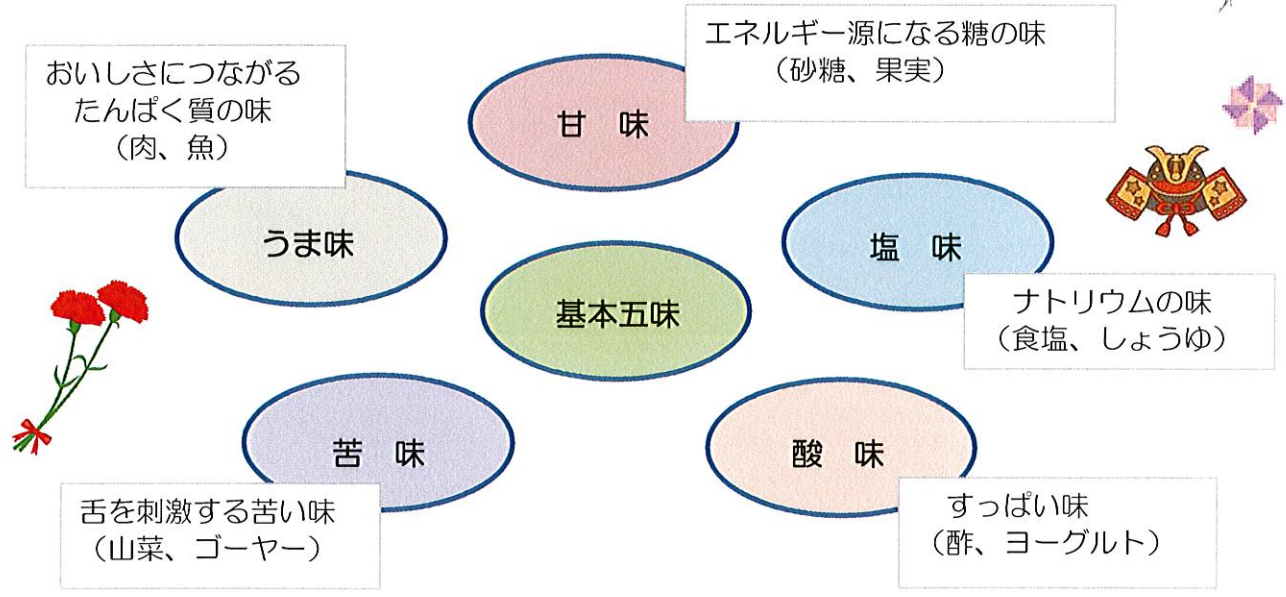 エネルギー源になる糖の味
(砂糖、果実)
甘 味
おいしさにつながる
たんぱく質の味
(肉、魚)
うま味
塩 味
ナトリウムの味
(食塩、しょうゆ)
基本五味
苦 味
舌を刺激する苦い味
(山菜、ゴーヤー)
酸 味
すっぱい味
(酢、ヨーグルト)